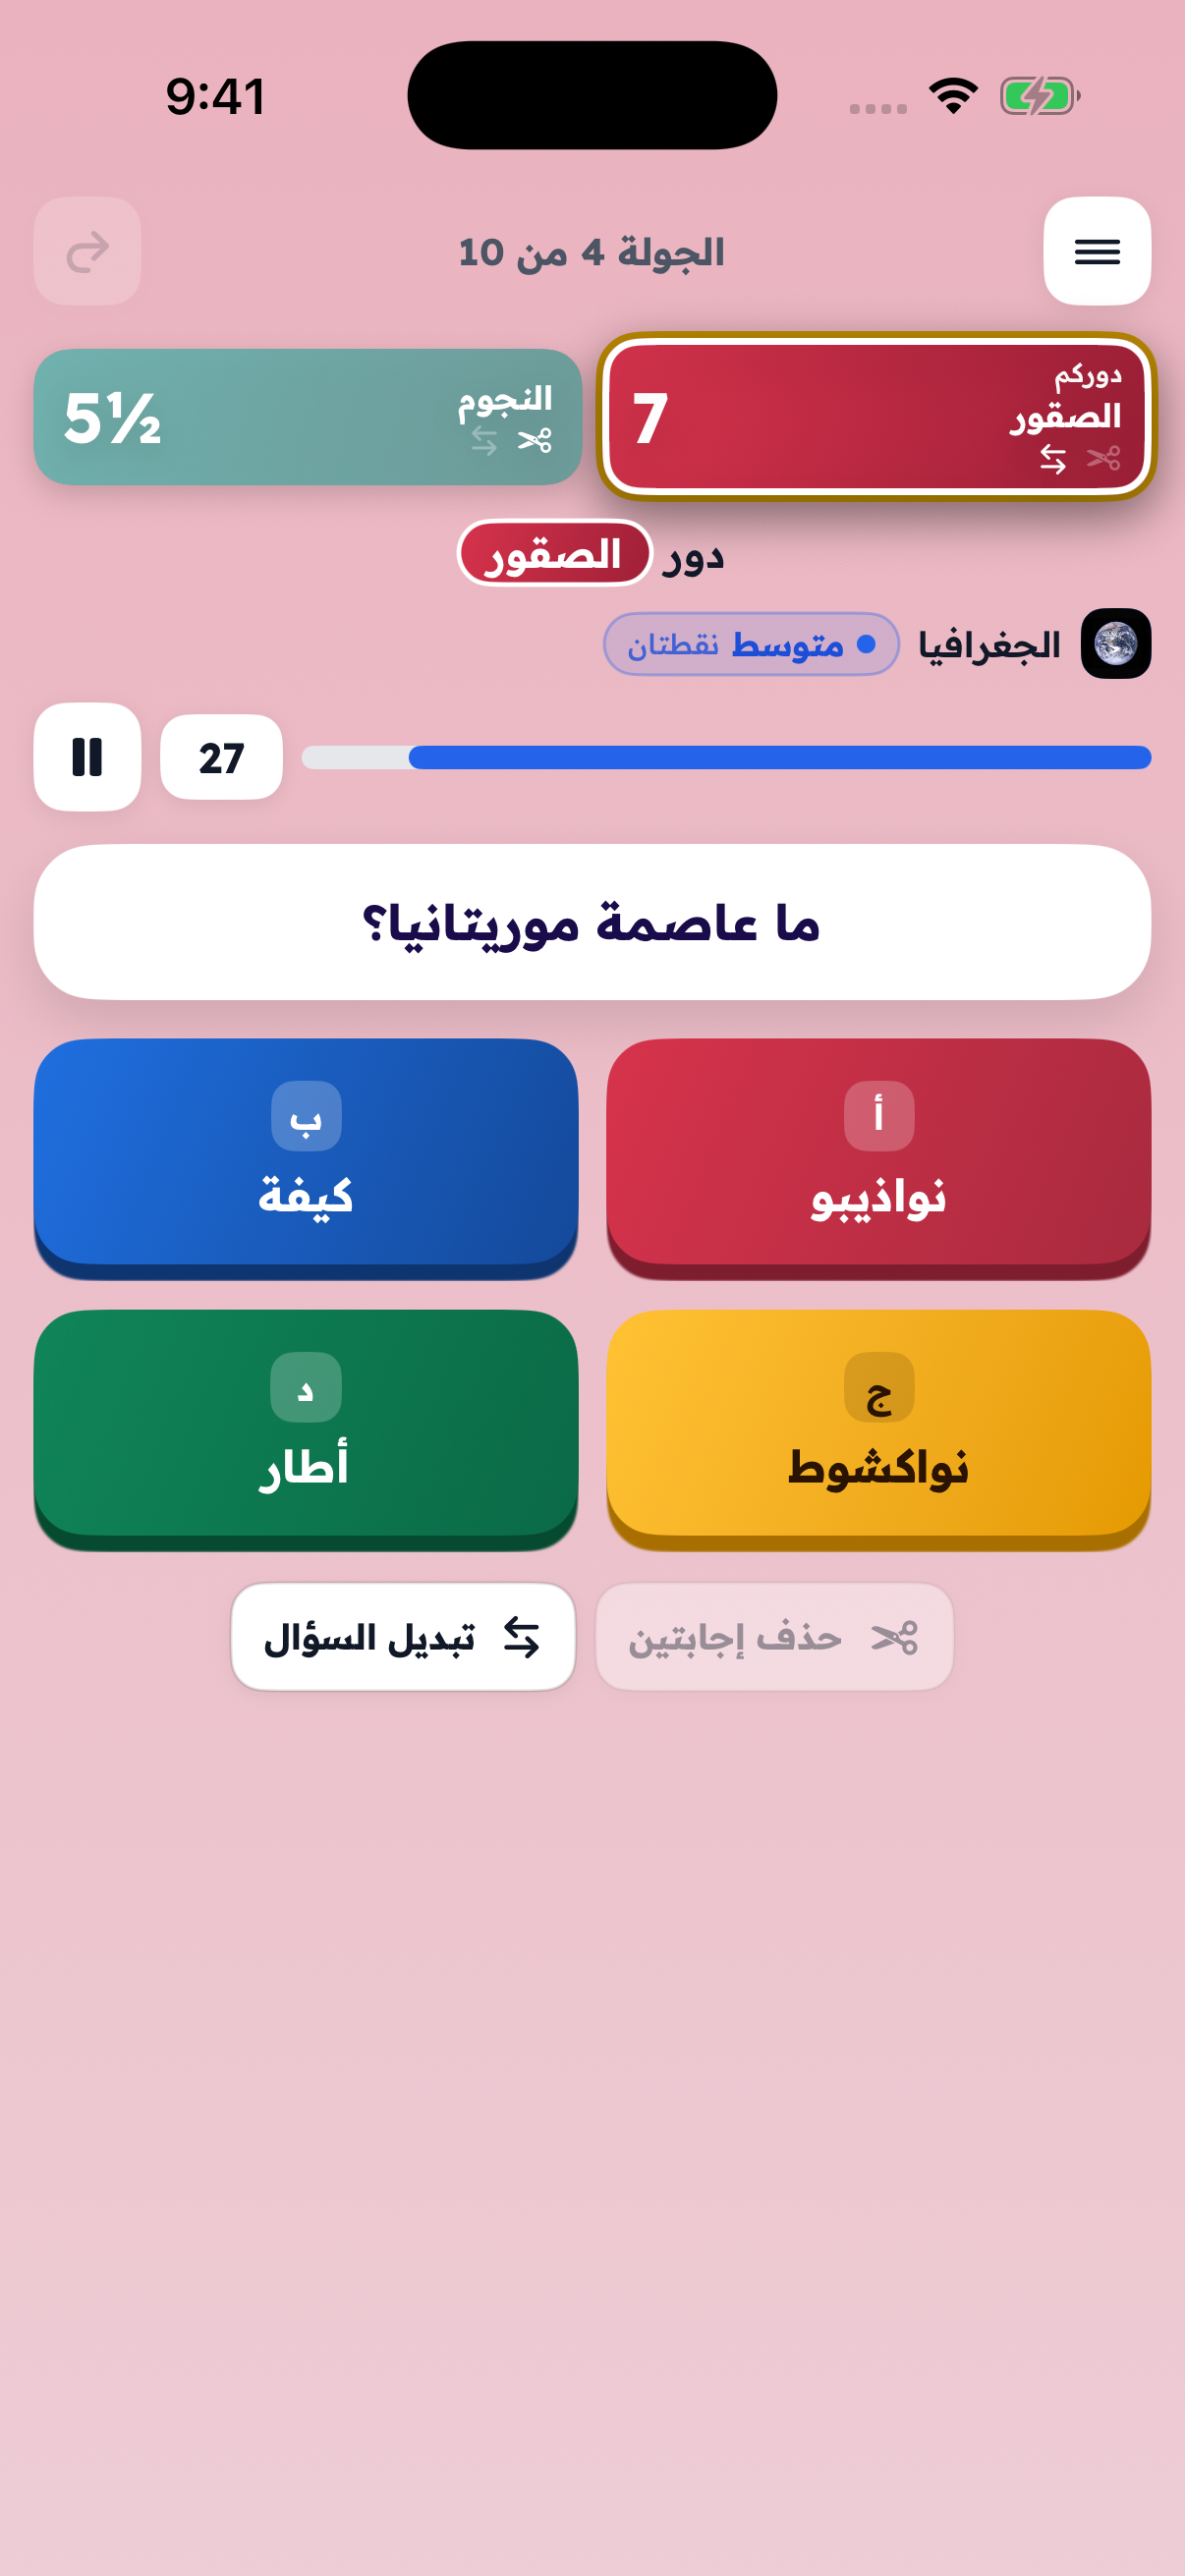 9:41
الجولة 4 من 10
دوركم
الصقور
7
النجوم
5½
دور الصقور
الجغرافيا متوسط نقطتان
27
ما عاصمة موريتانيا؟
أ
نواذيبو
ب
كيفة
ج
نواكشوط
د
أطار
حذف إجابتين
تبديل السؤال